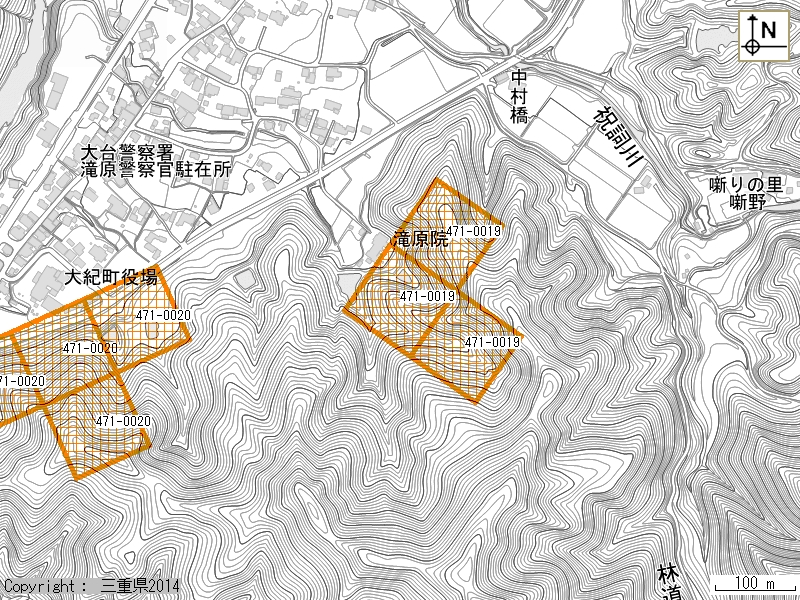 N
中村橋
祝詞川
大台警察署
滝原警察官駐在所
噺りの里
噺野
滝原院
471-0019
大紀町役場
471-0019
471-0020
471-0020
471-0019
71-0020
471-0020
林道
100 m
Copyright : 三重県2014